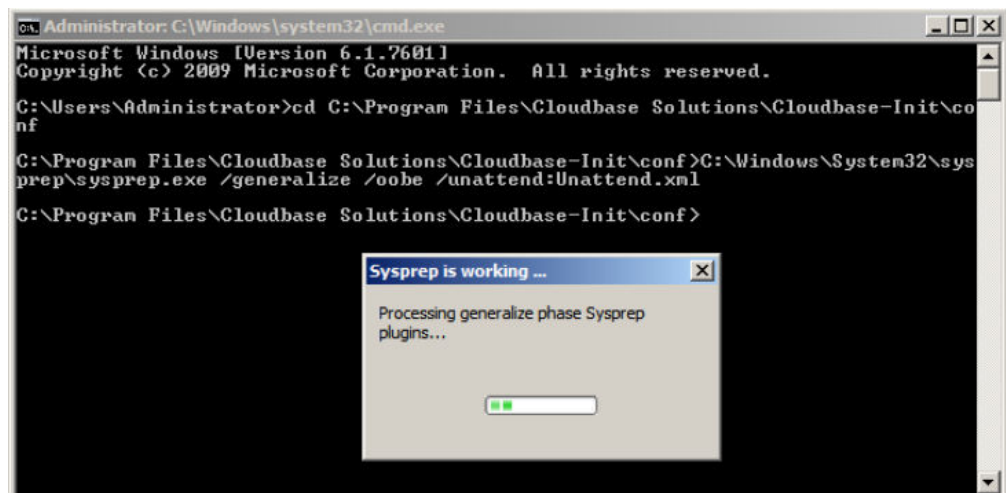 Administrator: C:\Windows\system32\cmd.exe
Microsoft Windows [Version 6.1.7601]
Copyright (c) 2009 Microsoft Corporation.  All rights reserved.
C:\Users\Administrator>cd C:\Program Files\Cloudbase Solutions\Cloudbase-Init\co
nf
C:\Program Files\Cloudbase Solutions\Cloudbase-Init\conf>C:\Windows\System32\sys
prep\sysprep.exe /generalize /oobe /unattend:Unattend.xml
C:\Program Files\Cloudbase Solutions\Cloudbase-Init\conf>
Sysprep is working ...
Processing generalize phase Sysprep
plugins...